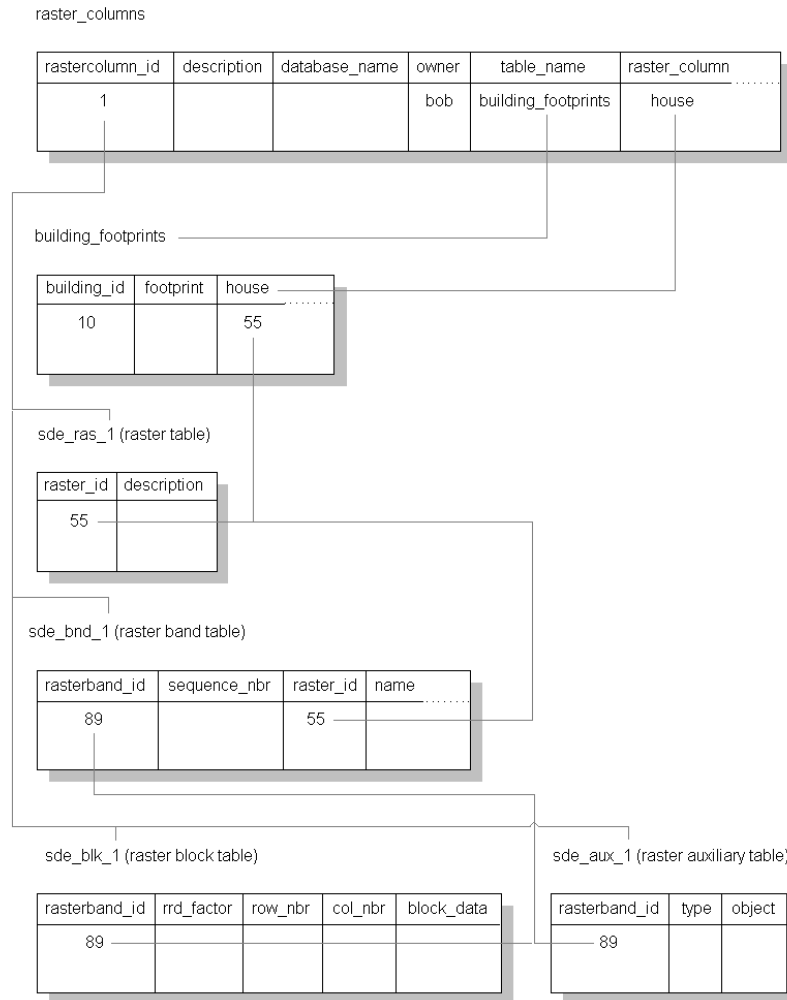 raster_columns
rastercolumn_id description database_name owner table_name raster_column
1 bob building_footprints house
building_footprints
building_id footprint house
10 55
sde_ras_1 (raster table)
raster_id description
55
sde_bnd_1 (raster band table)
rasterband_id sequence_nbr raster_id name
89 55
sde_blk_1 (raster block table) sde_aux_1 (raster auxiliary table)
rasterband_id rrd_factor row_nbr col_nbr block_data rasterband_id type object
89 89